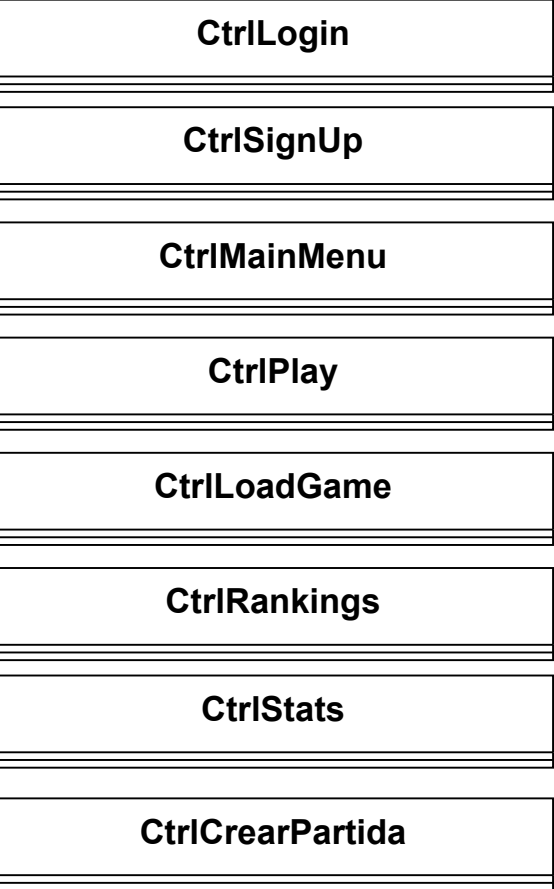 CtrlLogin
CtrlSignUp
CtrlMainMenu
CtrlPlay
CtrlLoadGame
CtrlRankings
CtrlStats
CtrlCrearPartida